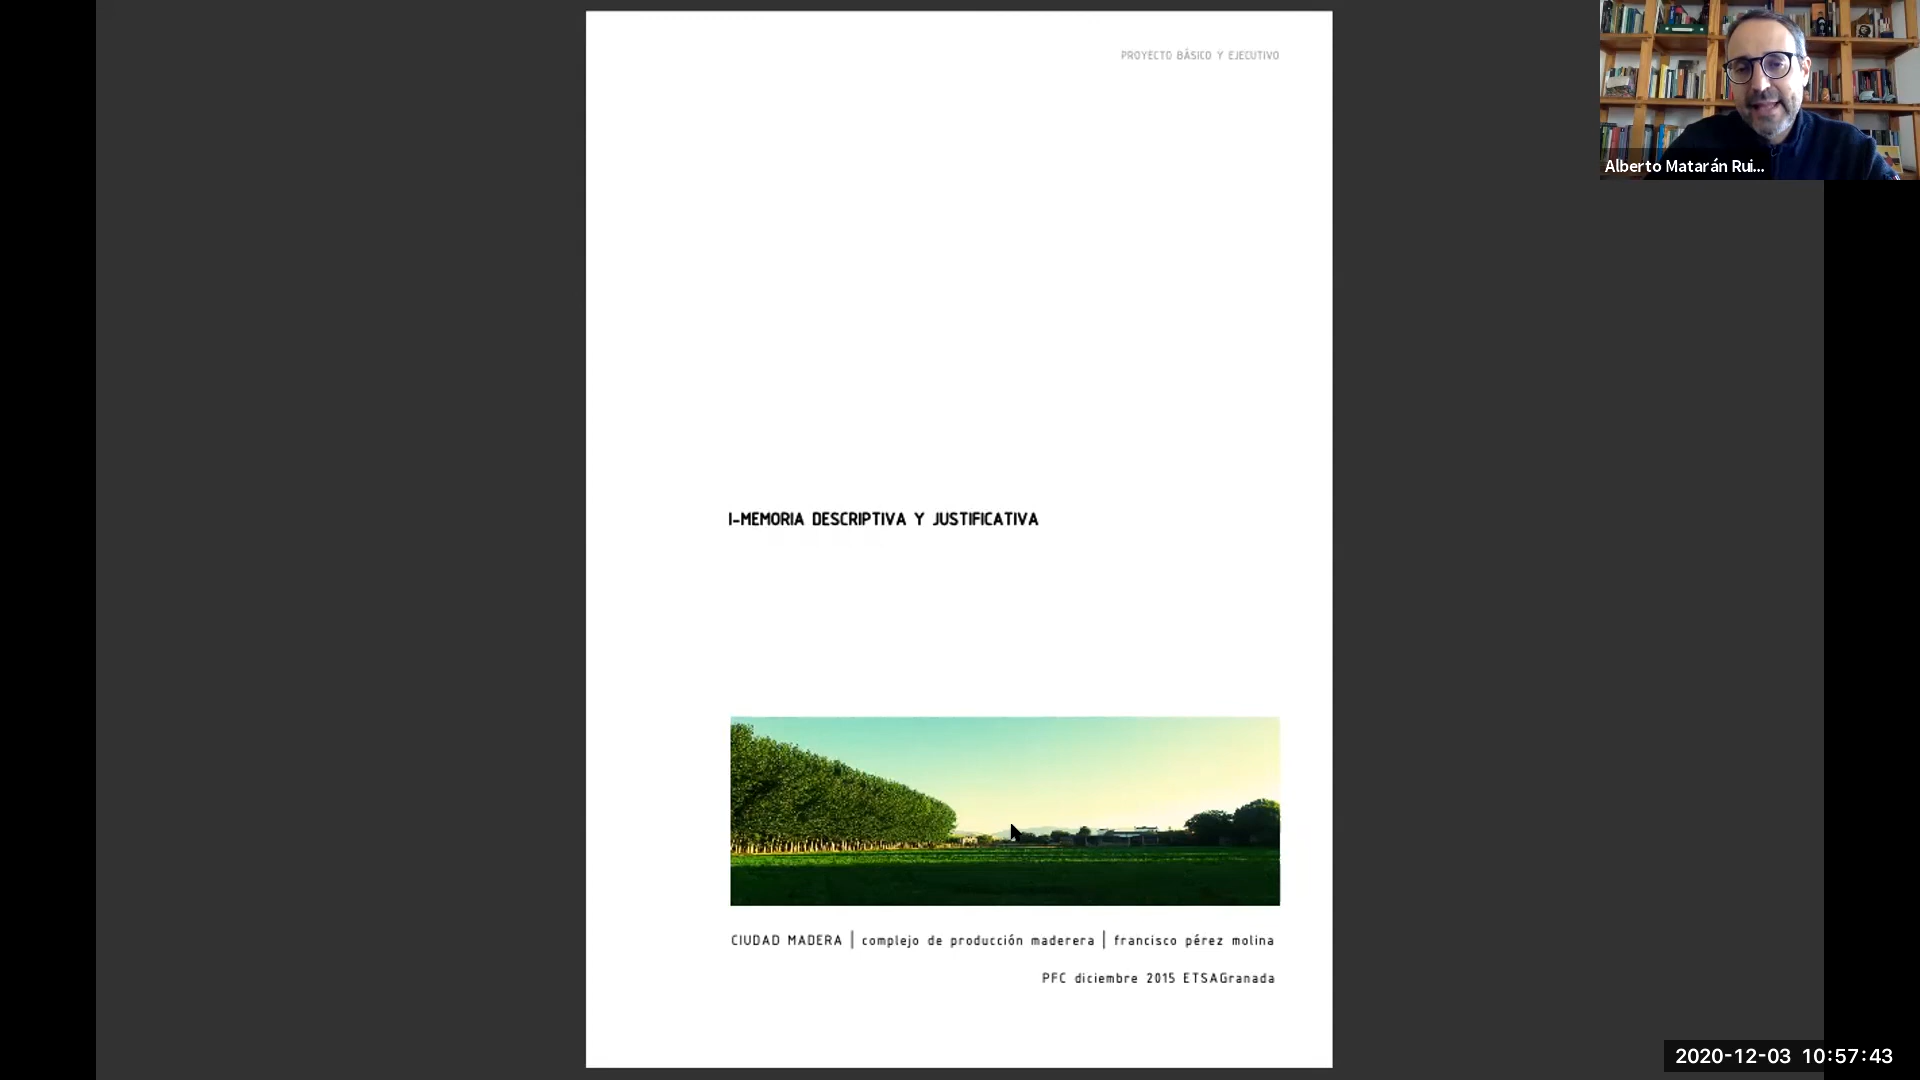 PROYECTO BÁSICO Y EJECUTIVO
Alberto Matarán Rui...
I-MEMORIA DESCRIPTIVA Y JUSTIFICATIVA
CIUDAD MADERA | complejo de producción maderera | francisco pérez molina
PFC diciembre 2015 ETSAGranada
2020-12-03 10:57:43